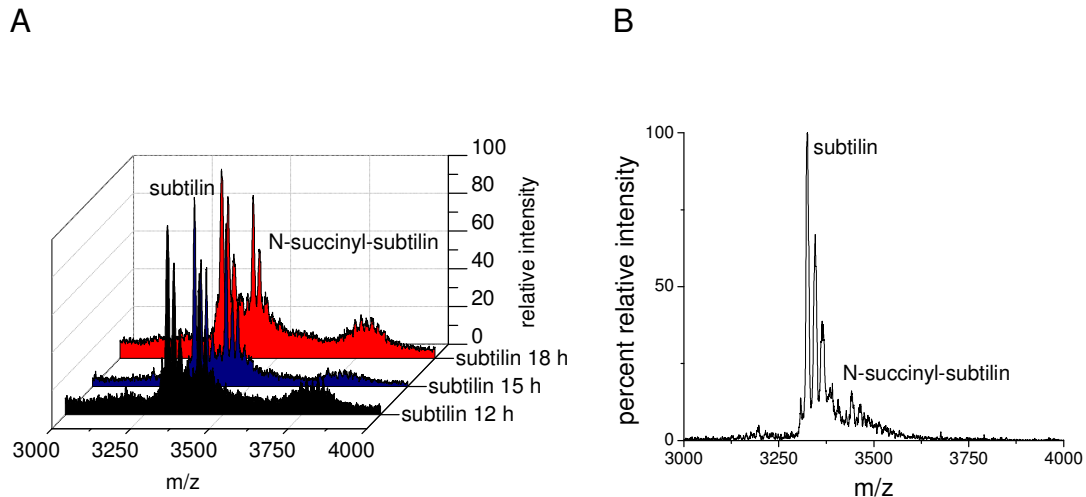 A
B
100
80
60
40
20
0
relative intensity
subtilin
N-succinyl-subtilin
subtilin 18 h
subtilin 15 h
subtilin 12 h
3000 3250 3500 3750 4000
m/z
percent relative intensity
100
50
0
subtilin
N-succinyl-subtilin
3000 3250 3500 3750 4000
m/z